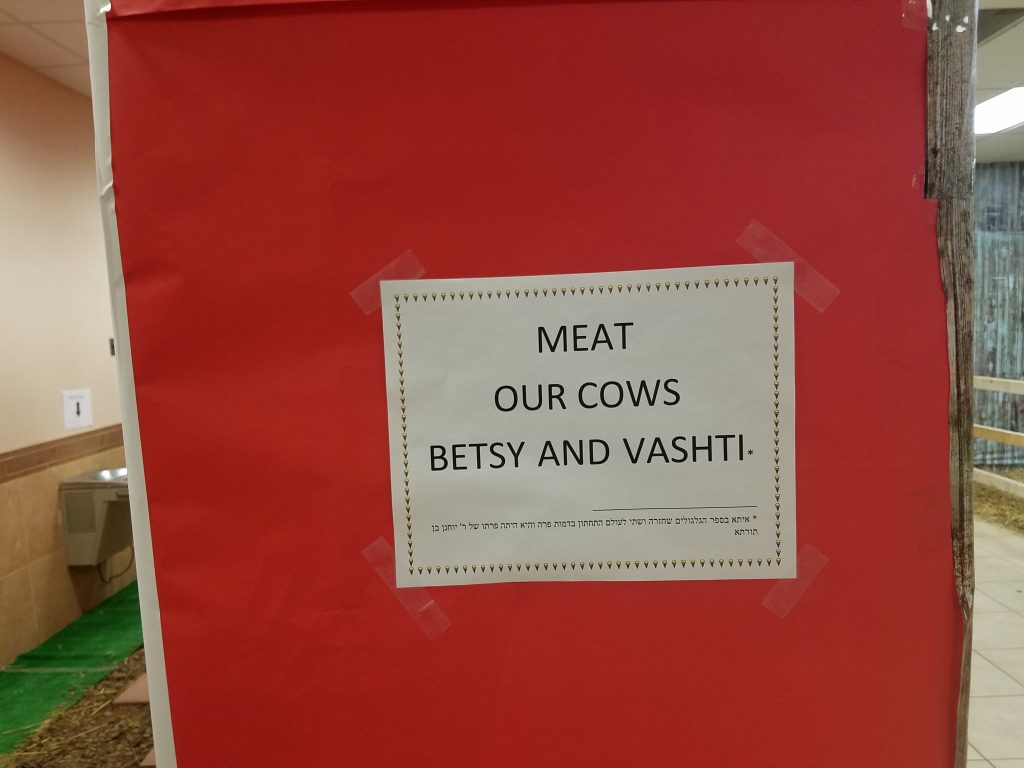 MEAT
OUR COWS
BETSY AND VASHTI*
* איתא בספר הגלגולים שחזרה ושתי לעולם התחתון בדמות פרה והיא היתה פרתו של ר' יוחנן בן
תורתא